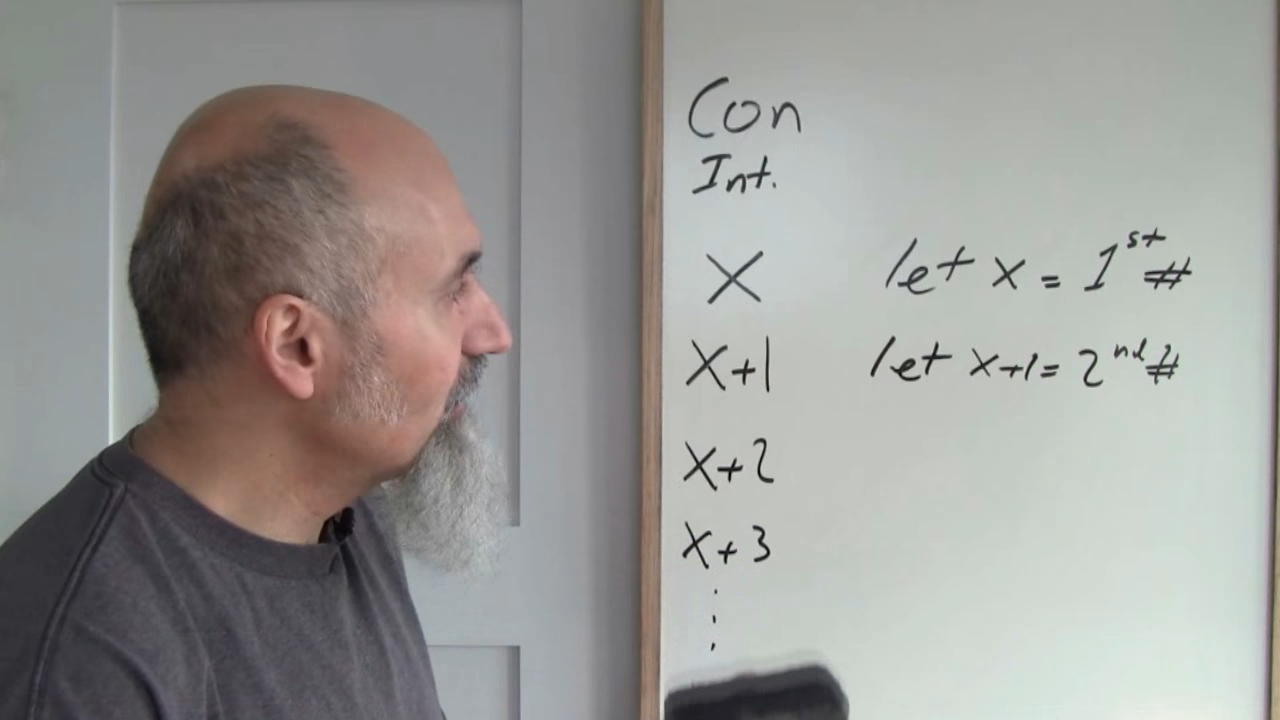 Con
Int.
X let x = 1st #
X+1 let x+1 = 2nd #
X+2
X+3
⋮